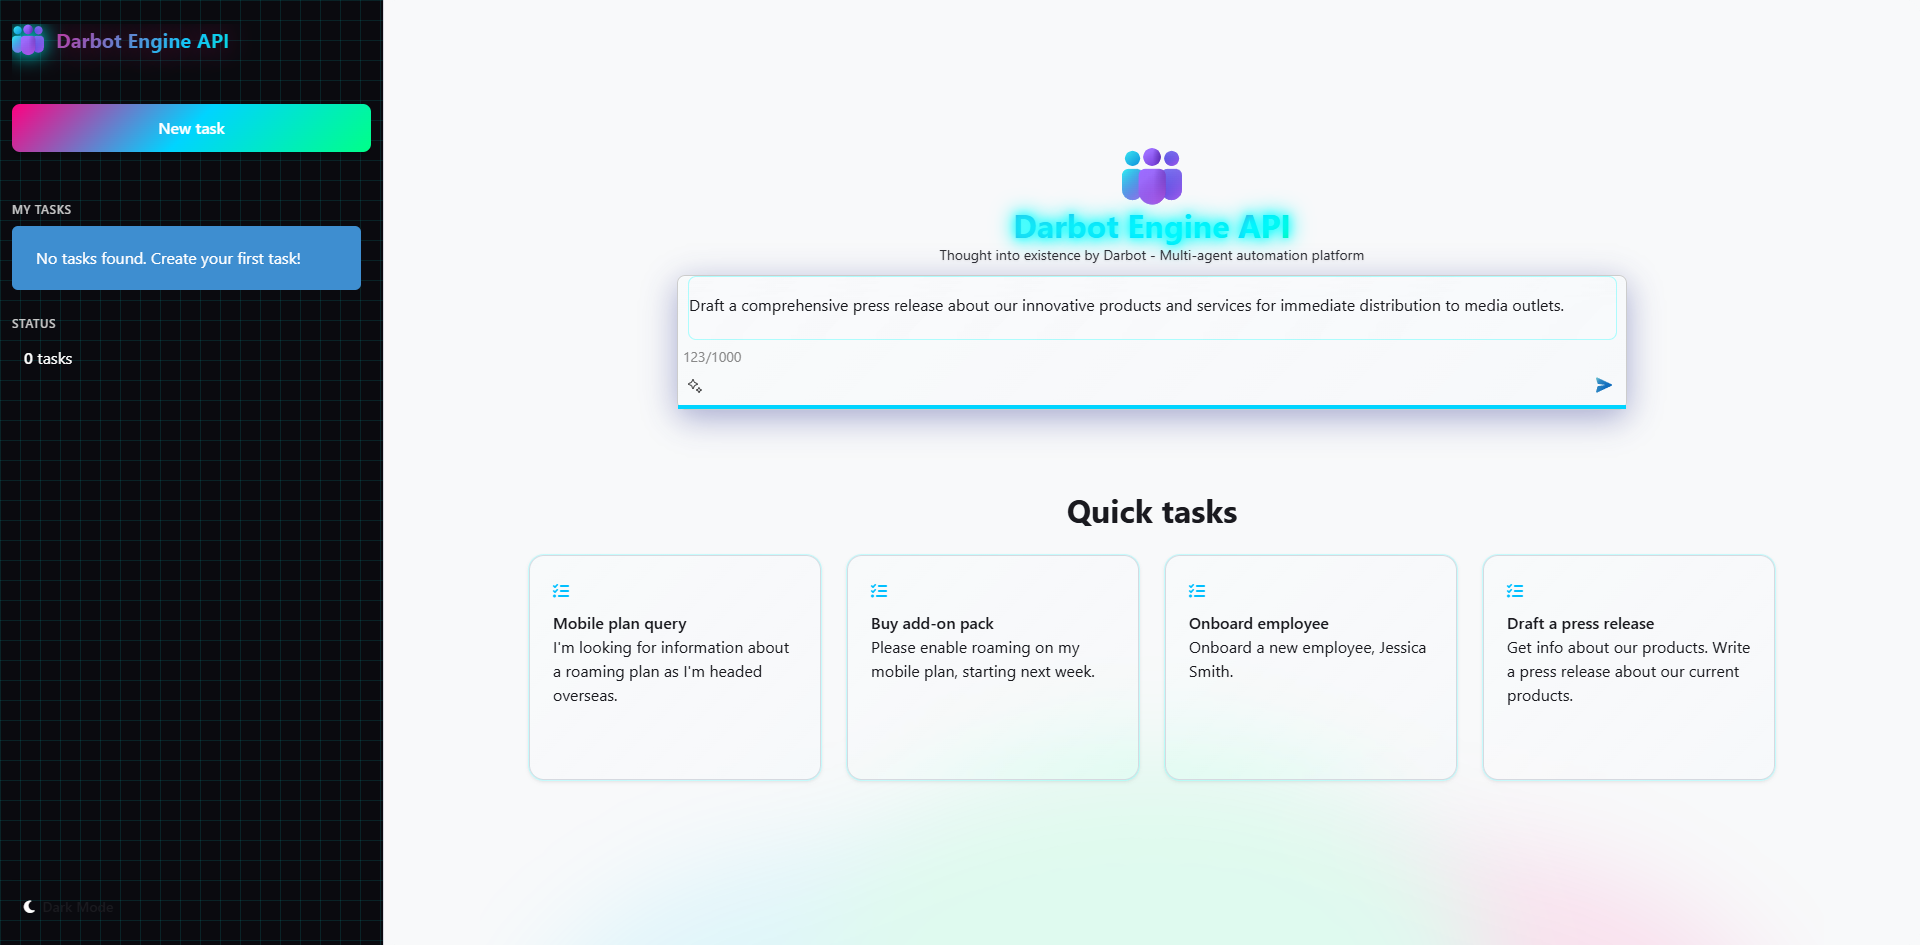 Darbot Engine API
New task
MY TASKS
No tasks found. Create your first task!
STATUS
0 tasks
Dark Mode
Darbot Engine API
Thought into existence by Darbot - Multi-agent automation platform
Draft a comprehensive press release about our innovative products and services for immediate distribution to media outlets.
123/1000
Quick tasks
Mobile plan query
I'm looking for information about
a roaming plan as I'm headed
overseas.
Buy add-on pack
Please enable roaming on my
mobile plan, starting next week.
Onboard employee
Onboard a new employee, Jessica
Smith.
Draft a press release
Get info about our products. Write
a press release about our current
products.